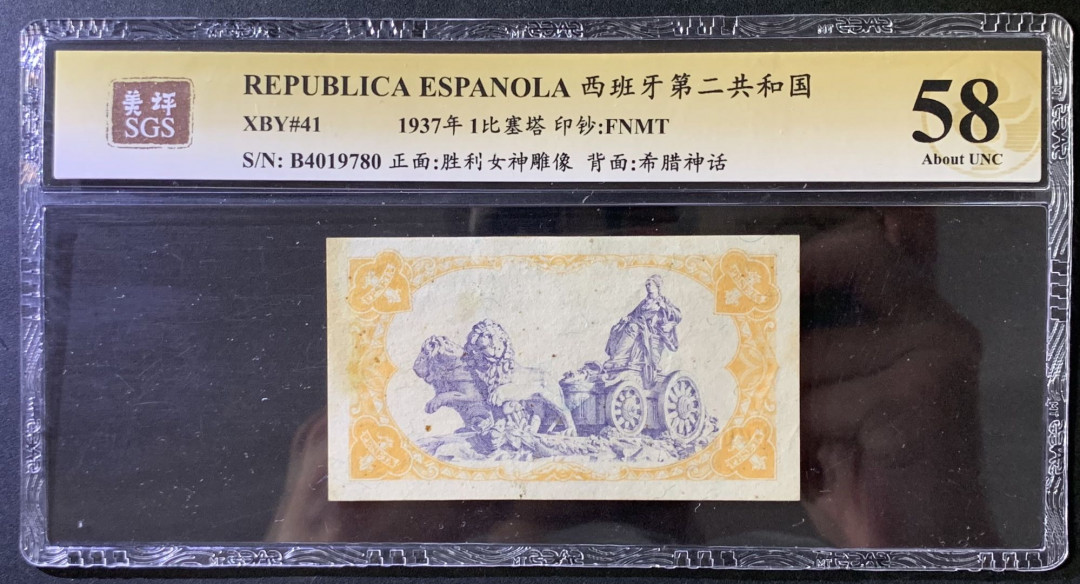 美评
SGS
REPUBLICA ESPANOLA 西班牙第二共和国
XBY#41 1937年 1比塞塔 印钞:FNMT
S/N: B4019780 正面:胜利女神雕像 背面:希腊神话
58
About UNC